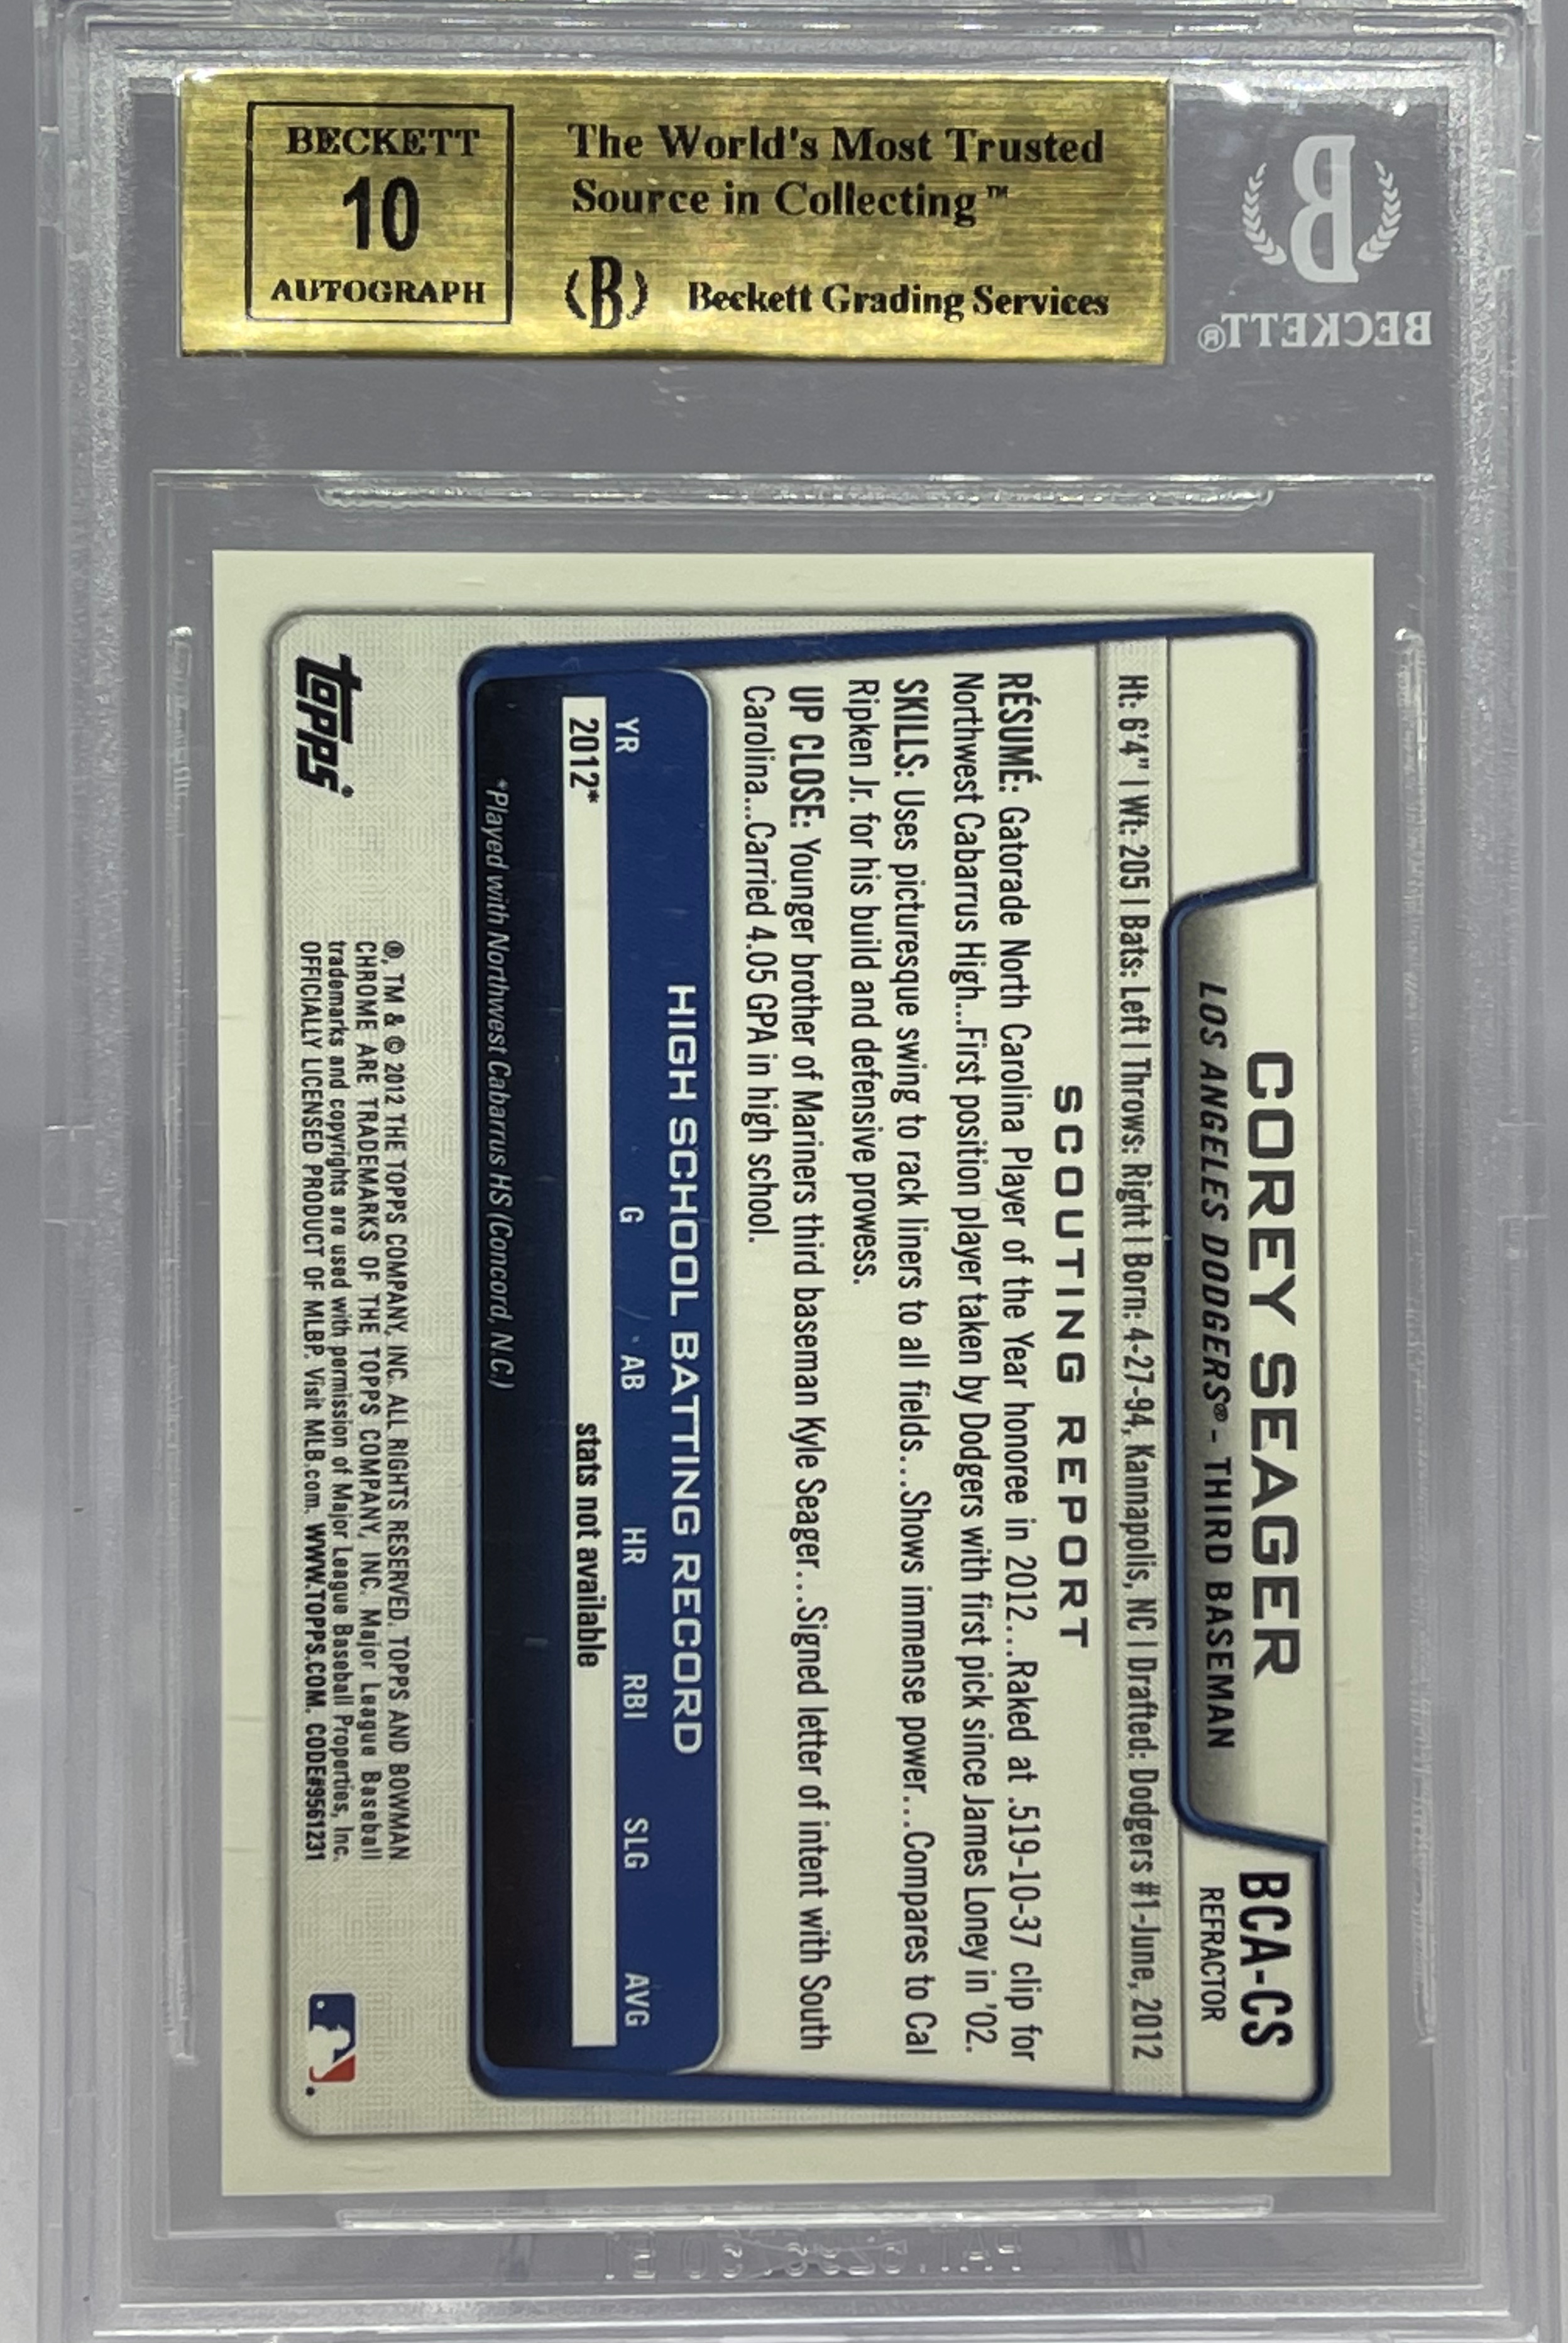 BECKETT
10
AUTOGRAPH
The World's Most Trusted
Source in Collecting™
B
Beckett Grading Services
B
BECKETT®
COREY SEAGER
LOS ANGELES DODGERS® - THIRD BASEMAN
BCA-CS
REFRACTOR
Ht: 6'4" | Wt: 205 | Bats: Left | Throws: Right | Born: 4-27-94, Kannapolis, NC | Drafted: Dodgers #1-June, 2012
SCOUTING REPORT
RÉSUMÉ: Gatorade North Carolina Player of the Year honoree in 2012...Raked at .519-10-37 clip for
Northwest Cabarrus High...First position player taken by Dodgers with first pick since James Loney in '02.
SKILLS: Uses picturesque swing to rack liners to all fields...Shows immense power...Compares to Cal
Ripken Jr. for his build and defensive prowess.
UP CLOSE: Younger brother of Mariners third baseman Kyle Seager...Signed letter of intent with South
Carolina...Carried 4.05 GPA in high school.
HIGH SCHOOL BATTING RECORD
YR G AB HR RBI SLG AVG
2012* stats not available
*Played with Northwest Cabarrus HS (Concord, N.C.)
topps®
®, TM & © 2012 THE TOPPS COMPANY, INC. ALL RIGHTS RESERVED. TOPPS AND BOWMAN
CHROME ARE TRADEMARKS OF THE TOPPS COMPANY, INC. Major League Baseball
trademarks and copyrights are used with permission of Major League Baseball Properties, Inc.
OFFICIALLY LICENSED PRODUCT OF MLBP. Visit MLB.com. WWW.TOPPS.COM. CODE#9561231